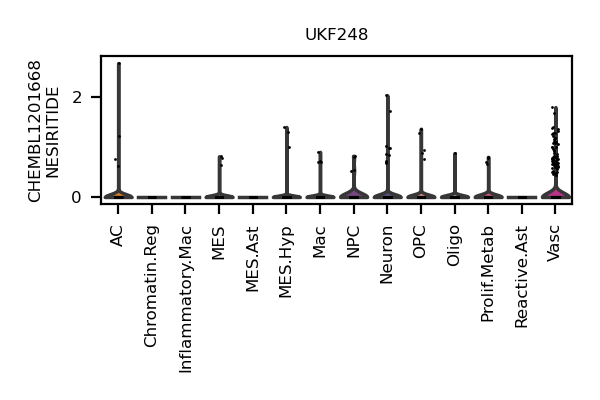 UKF248
CHEMBL1201668
NESIRITIDE
2
0
AC
Chromatin.Reg
Inflammatory.Mac
MES
MES.Ast
MES.Hyp
Mac
NPC
Neuron
OPC
Oligo
Prolif.Metab
Reactive.Ast
Vasc